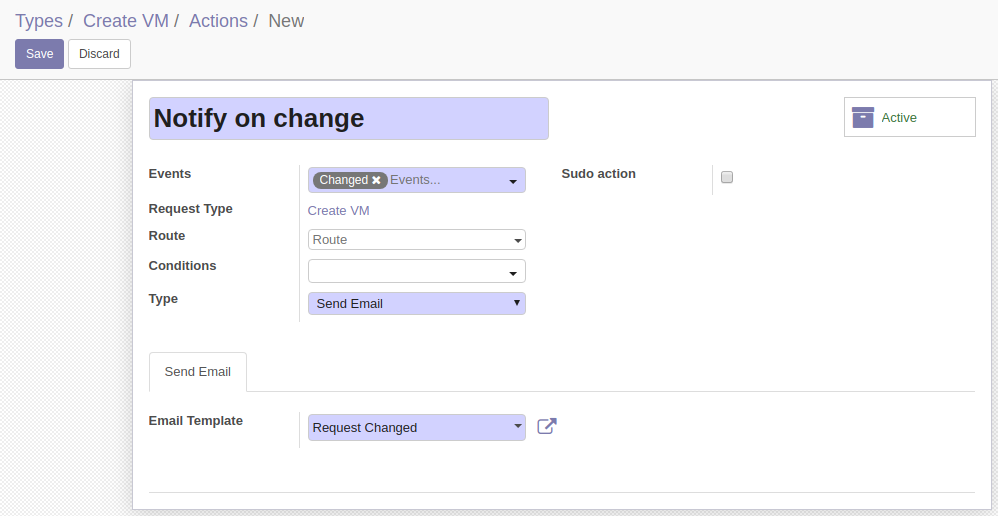 Types / Create VM / Actions / New
Save Discard
Notify on change
Active
Events
Changed ✖ Events...
Sudo action
Request Type
Create VM
Route
Route
Conditions
Type
Send Email
Send Email
Email Template
Request Changed